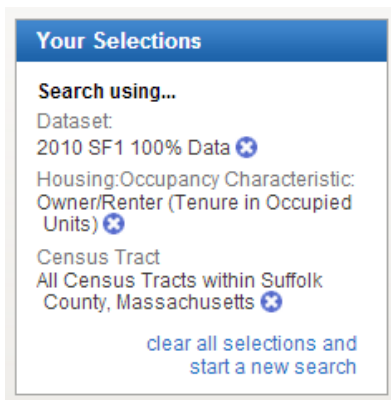 Your Selections
Search using...
Dataset:
2010 SF1 100% Data
Housing:Occupancy Characteristic:
Owner/Renter (Tenure in Occupied
Units)
Census Tract
All Census Tracts within Suffolk
County, Massachusetts
clear all selections and
start a new search